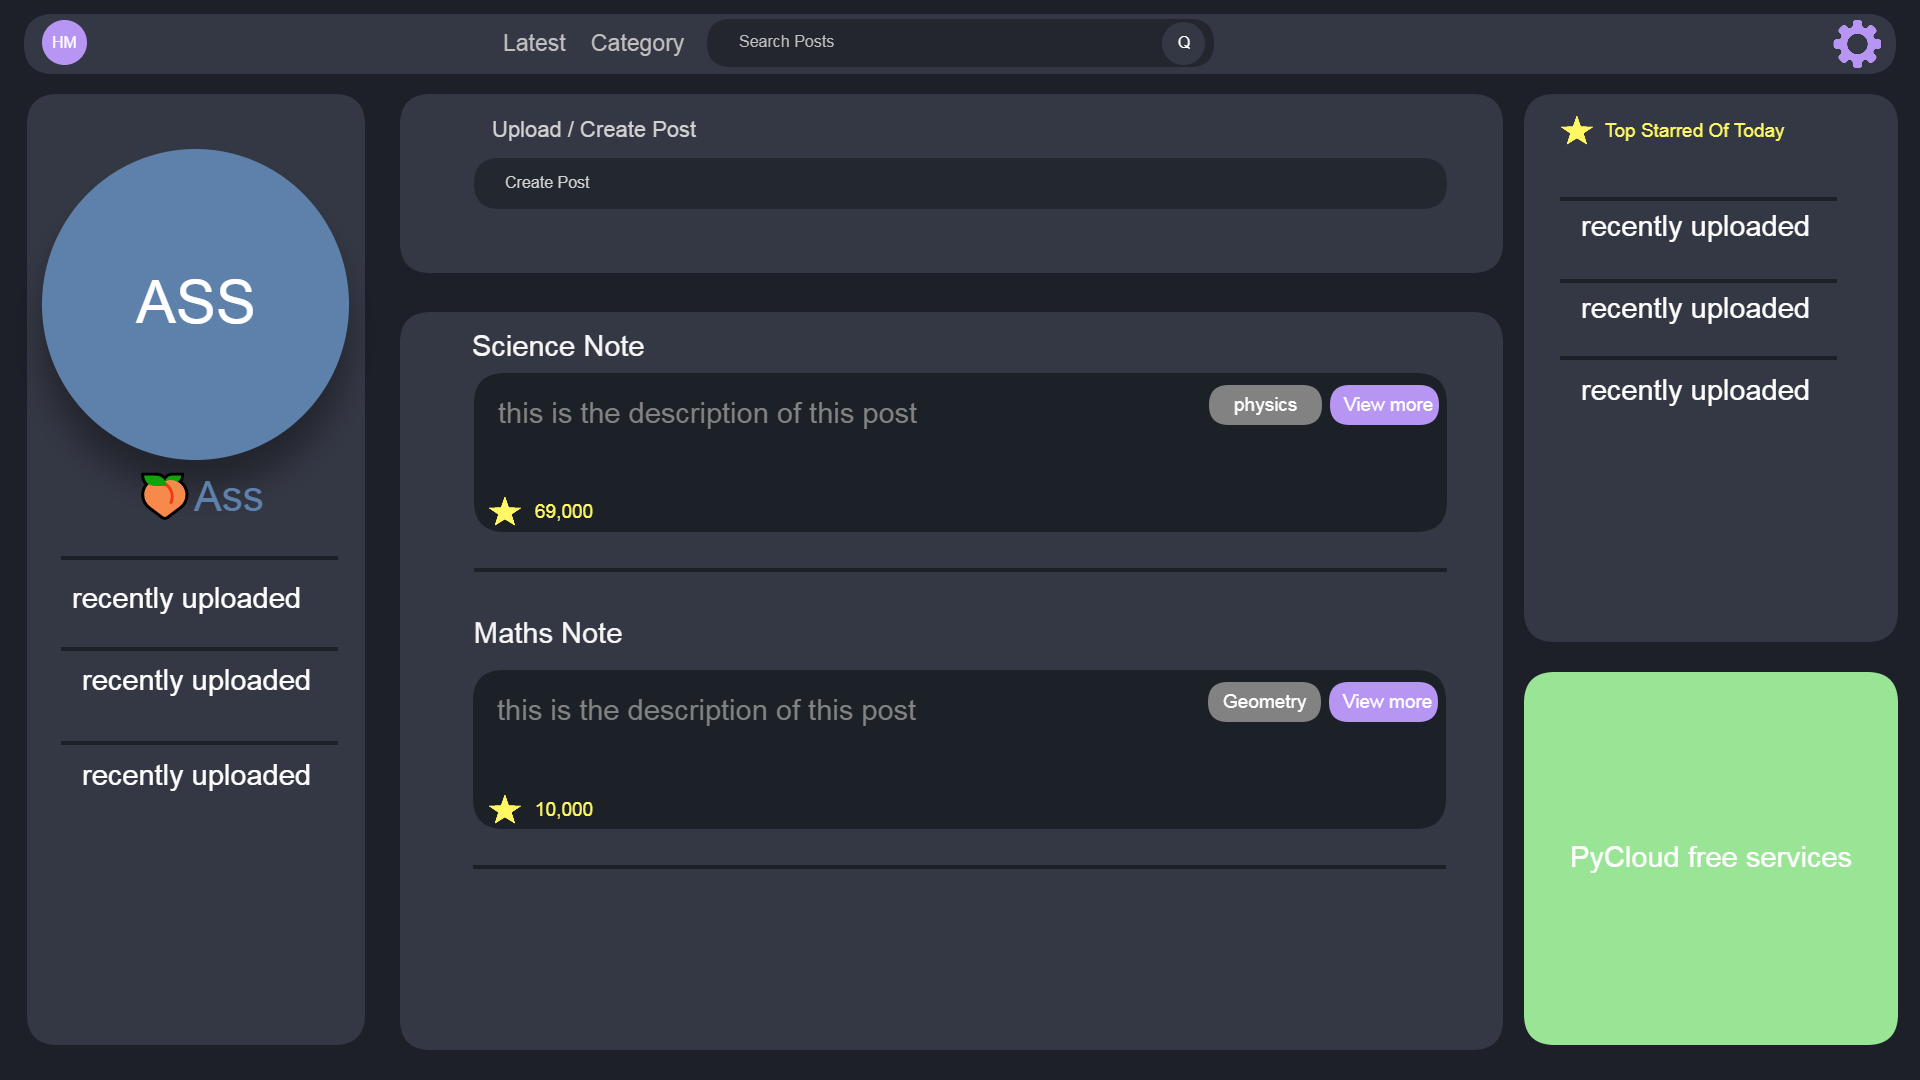 HM
Latest
Category
Search Posts
Q
ASS
Ass
recently uploaded
recently uploaded
recently uploaded
Upload / Create Post
Create Post
Science Note
this is the description of this post
physics
View more
69,000
Maths Note
this is the description of this post
Geometry
View more
10,000
Top Starred Of Today
recently uploaded
recently uploaded
recently uploaded
PyCloud free services